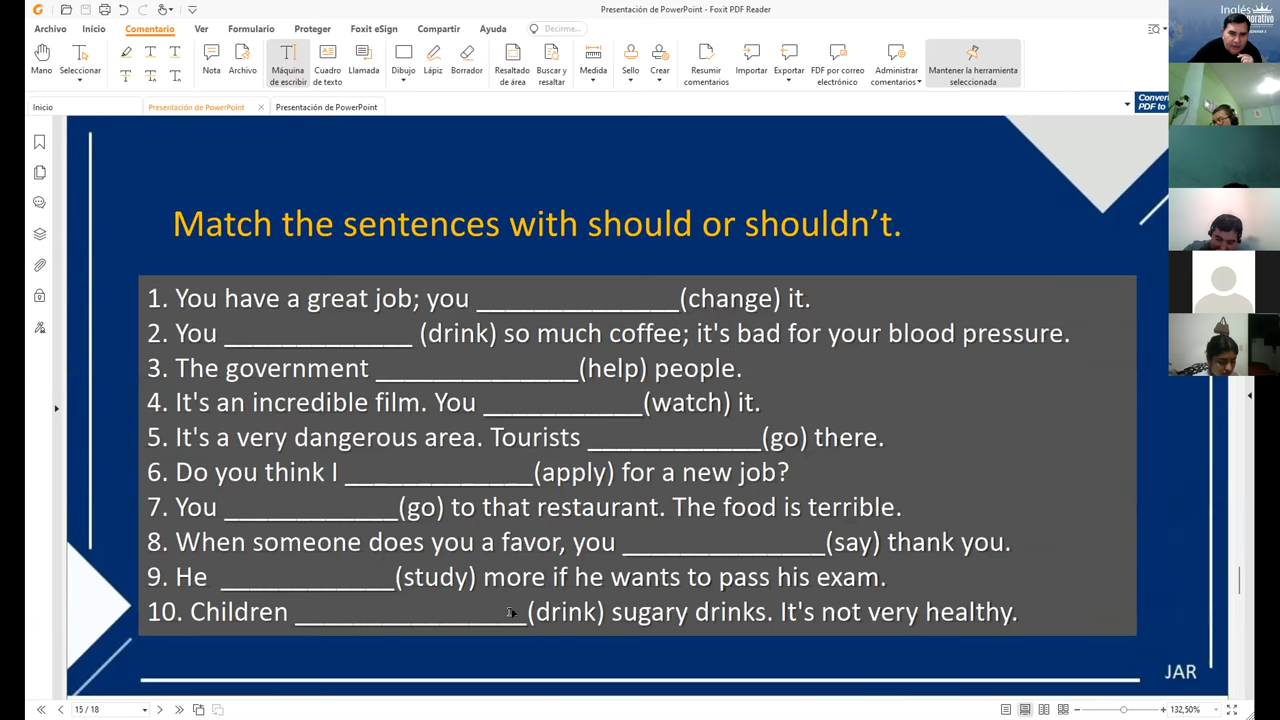 Presentación de PowerPoint - Foxit PDF Reader
Archivo Inicio Comentario Ver Formulario Proteger Foxit eSign Compartir Ayuda Decirme...
Mano Seleccionar Nota Archivo Máquina de escribir Cuadro de texto Llamada Dibujo Lápiz Borrador Resaltado de área Buscar y resaltar Medida Sello Crear Resumir comentarios Importar Exportar PDF por correo electrónico Administrar comentarios Mantener la herramienta seleccionada
Inicio Presentación de PowerPoint Presentación de PowerPoint
Inglés
Match the sentences with should or shouldn't.
1. You have a great job; you ______________(change) it.
2. You _____________ (drink) so much coffee; it's bad for your blood pressure.
3. The government ______________(help) people.
4. It's an incredible film. You ___________(watch) it.
5. It's a very dangerous area. Tourists ____________(go) there.
6. Do you think I _____________(apply) for a new job?
7. You ____________(go) to that restaurant. The food is terrible.
8. When someone does you a favor, you ______________(say) thank you.
9. He ____________(study) more if he wants to pass his exam.
10. Children ________________(drink) sugary drinks. It's not very healthy.
JAR
15 / 18
132,50%